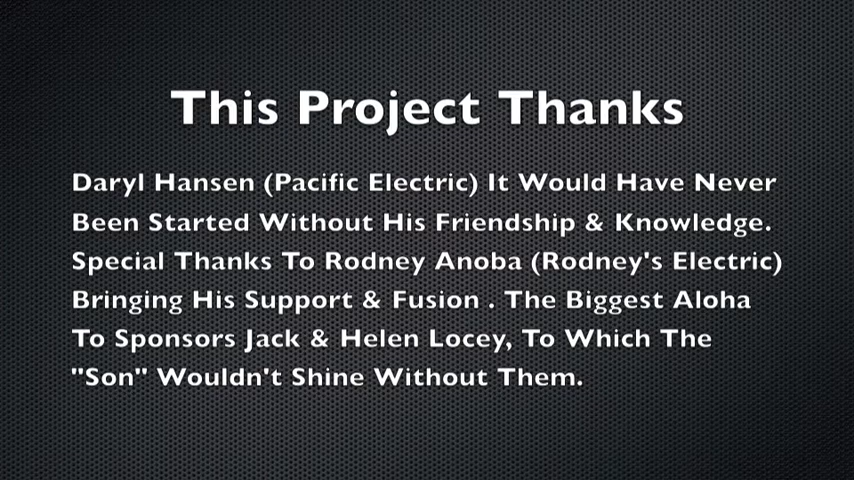 This Project Thanks
Daryl Hansen (Pacific Electric) It Would Have Never
Been Started Without His Friendship & Knowledge.
Special Thanks To Rodney Anoba (Rodney's Electric)
Bringing His Support & Fusion . The Biggest Aloha
To Sponsors Jack & Helen Locey, To Which The
"Son" Wouldn't Shine Without Them.